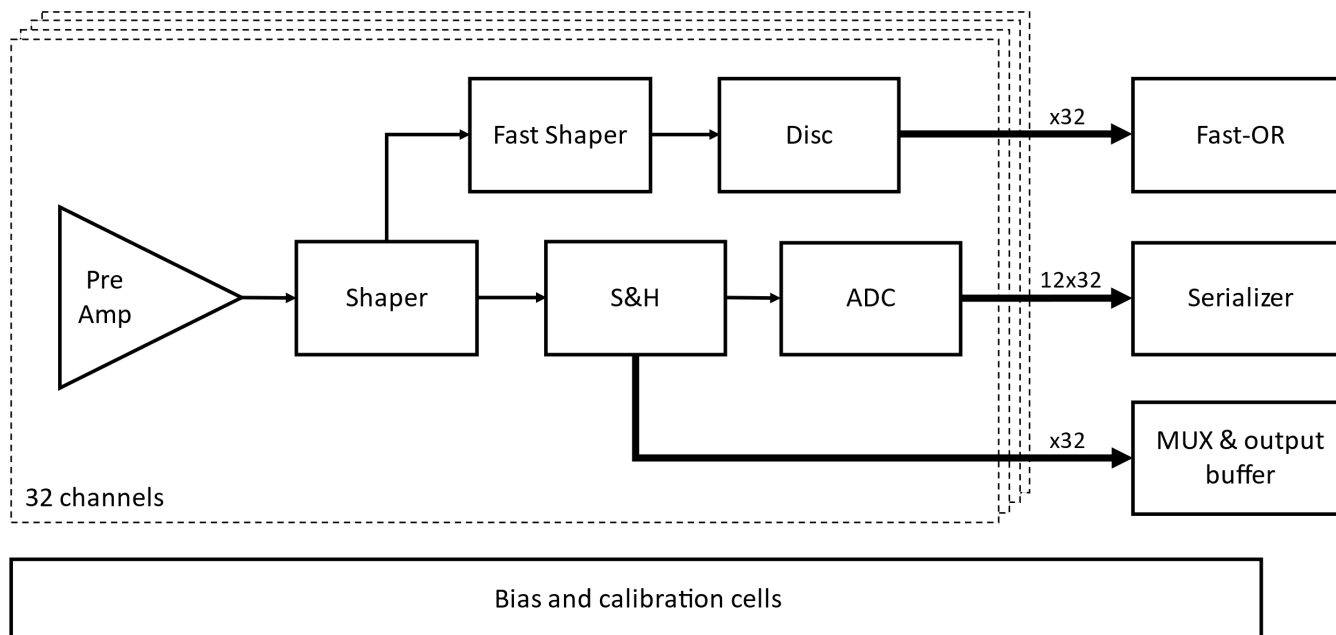 Fast Shaper
Disc
x32
Fast-OR
Pre
Amp
Shaper
S&H
ADC
12x32
Serializer
x32
MUX & output
buffer
32 channels
Bias and calibration cells